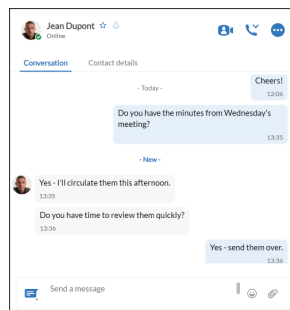 Jean Dupont
Online
Conversation
Contact details
Cheers!
12:06
- Today -
Do you have the minutes from Wednesday's
meeting?
13:35
- New -
Yes - I'll circulate them this afternoon.
13:35
Do you have time to review them quickly?
13:36
Yes - send them over.
13:36
Send a message